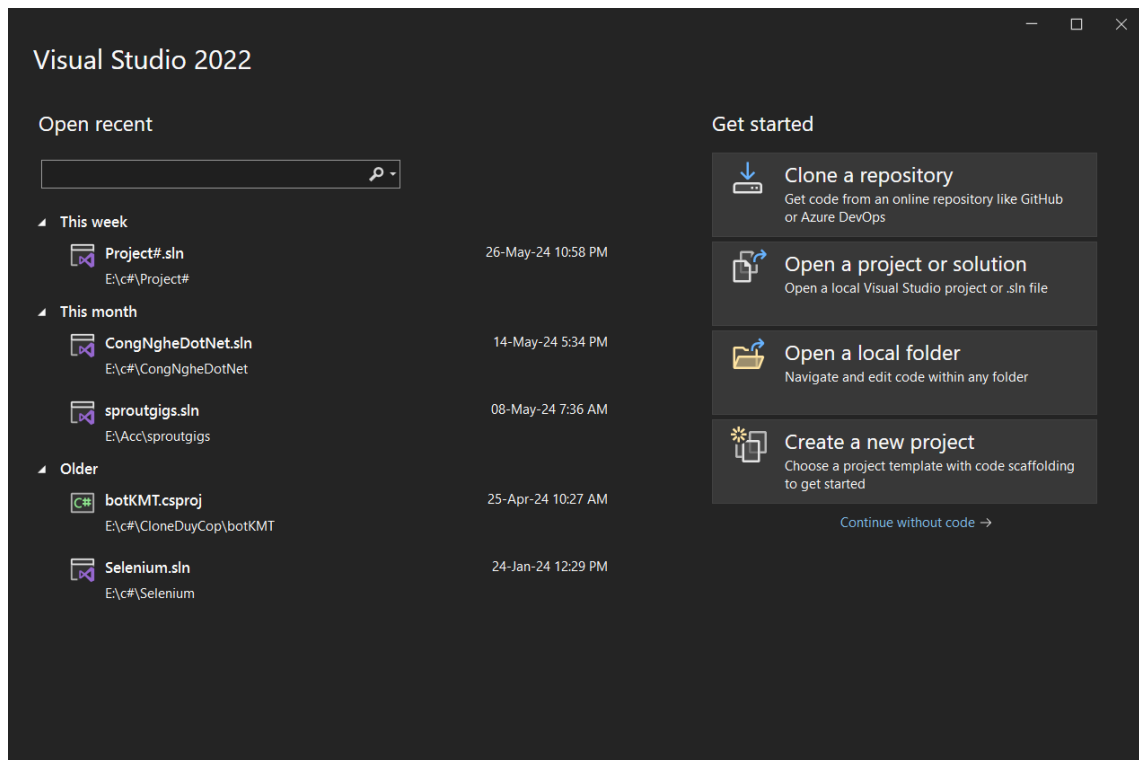 Visual Studio 2022
Open recent
This week
Project#.sln
26-May-24 10:58 PM
E:\c#\Project#
This month
CongNgheDotNet.sln
14-May-24 5:34 PM
E:\c#\CongNgheDotNet
sproutgigs.sln
08-May-24 7:36 AM
E:\Acc\sproutgigs
Older
C#
botKMT.csproj
25-Apr-24 10:27 AM
E:\c#\CloneDuyCop\botKMT
Selenium.sln
24-Jan-24 12:29 PM
E:\c#\Selenium
Get started
Clone a repository
Get code from an online repository like GitHub
or Azure DevOps
Open a project or solution
Open a local Visual Studio project or .sln file
Open a local folder
Navigate and edit code within any folder
Create a new project
Choose a project template with code scaffolding
to get started
Continue without code →